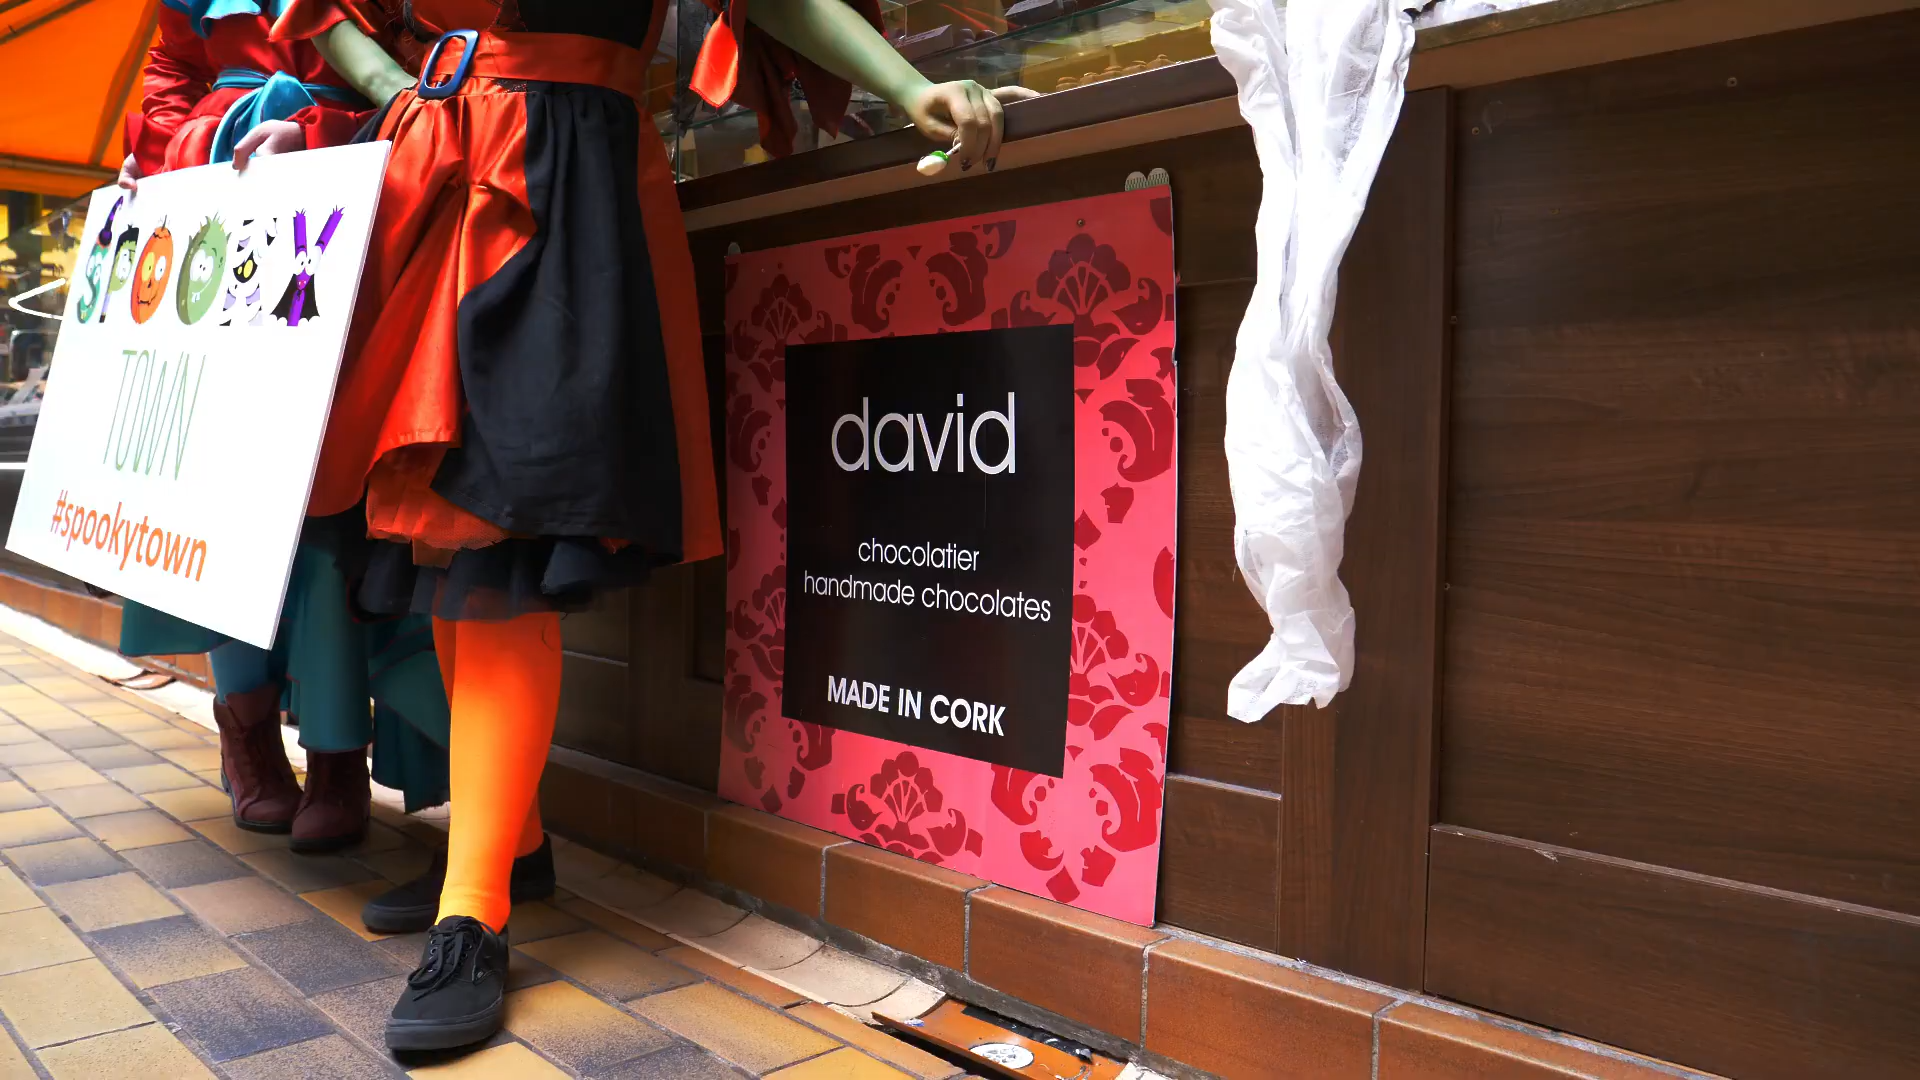 SPOOKY
TOWN
#spookytown
david
chocolatier
handmade chocolates
MADE IN CORK